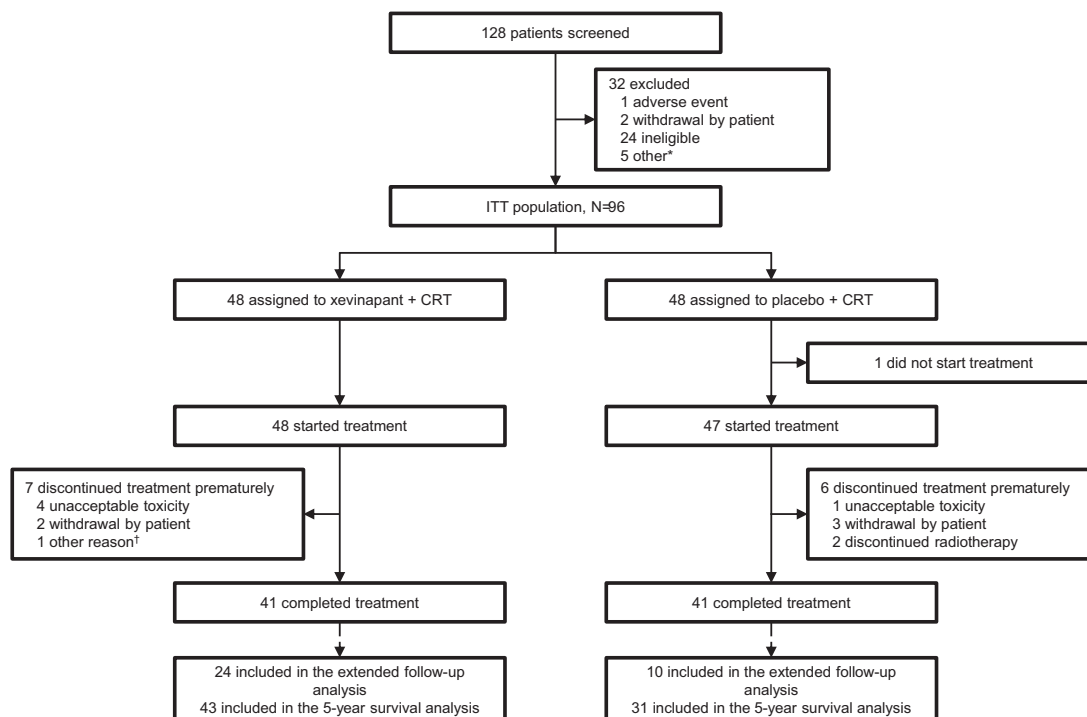 128 patients screened
32 excluded
1 adverse event
2 withdrawal by patient
24 ineligible
5 other*
ITT population, N=96
48 assigned to xevinapant + CRT
48 assigned to placebo + CRT
1 did not start treatment
48 started treatment
47 started treatment
7 discontinued treatment prematurely
4 unacceptable toxicity
2 withdrawal by patient
1 other reason†
6 discontinued treatment prematurely
1 unacceptable toxicity
3 withdrawal by patient
2 discontinued radiotherapy
41 completed treatment
41 completed treatment
24 included in the extended follow-up
analysis
43 included in the 5-year survival analysis
10 included in the extended follow-up
analysis
31 included in the 5-year survival analysis